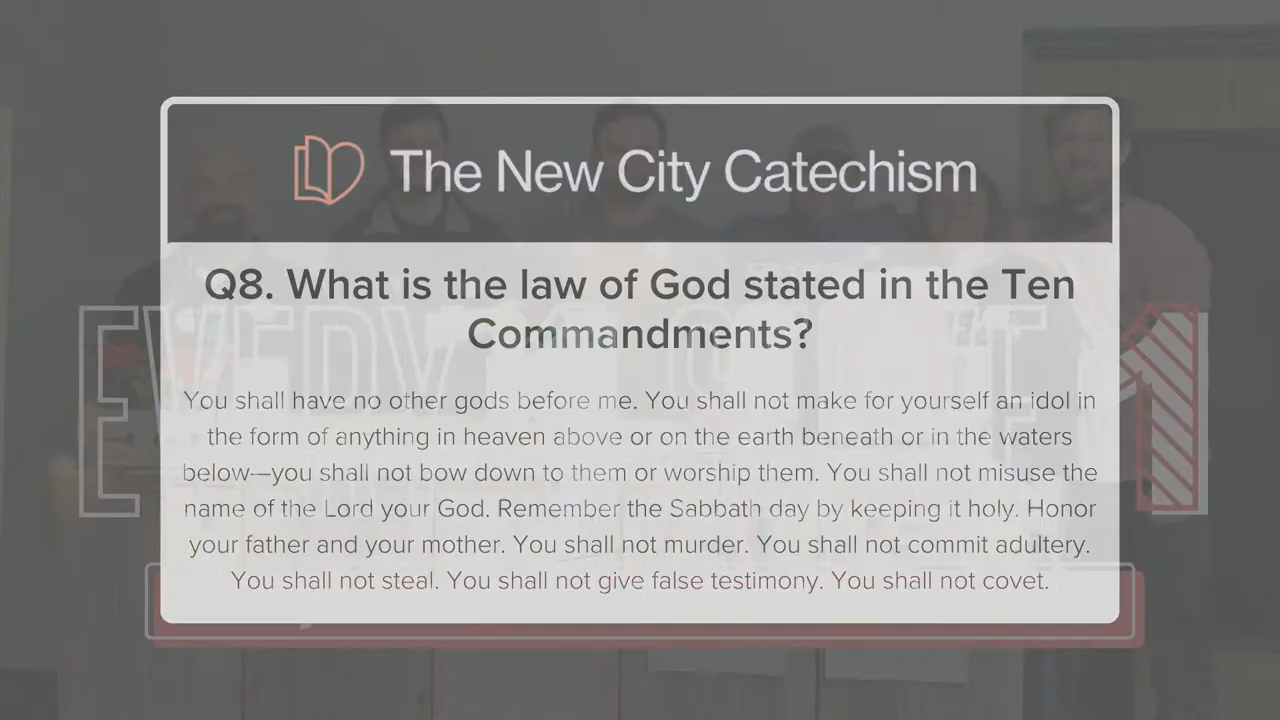 The New City Catechism
Q8. What is the law of God stated in the Ten
Commandments?
You shall have no other gods before me. You shall not make for yourself an idol in
the form of anything in heaven above or on the earth beneath or in the waters
below—you shall not bow down to them or worship them. You shall not misuse the
name of the Lord your God. Remember the Sabbath day by keeping it holy. Honor
your father and your mother. You shall not murder. You shall not commit adultery.
You shall not steal. You shall not give false testimony. You shall not covet.
1